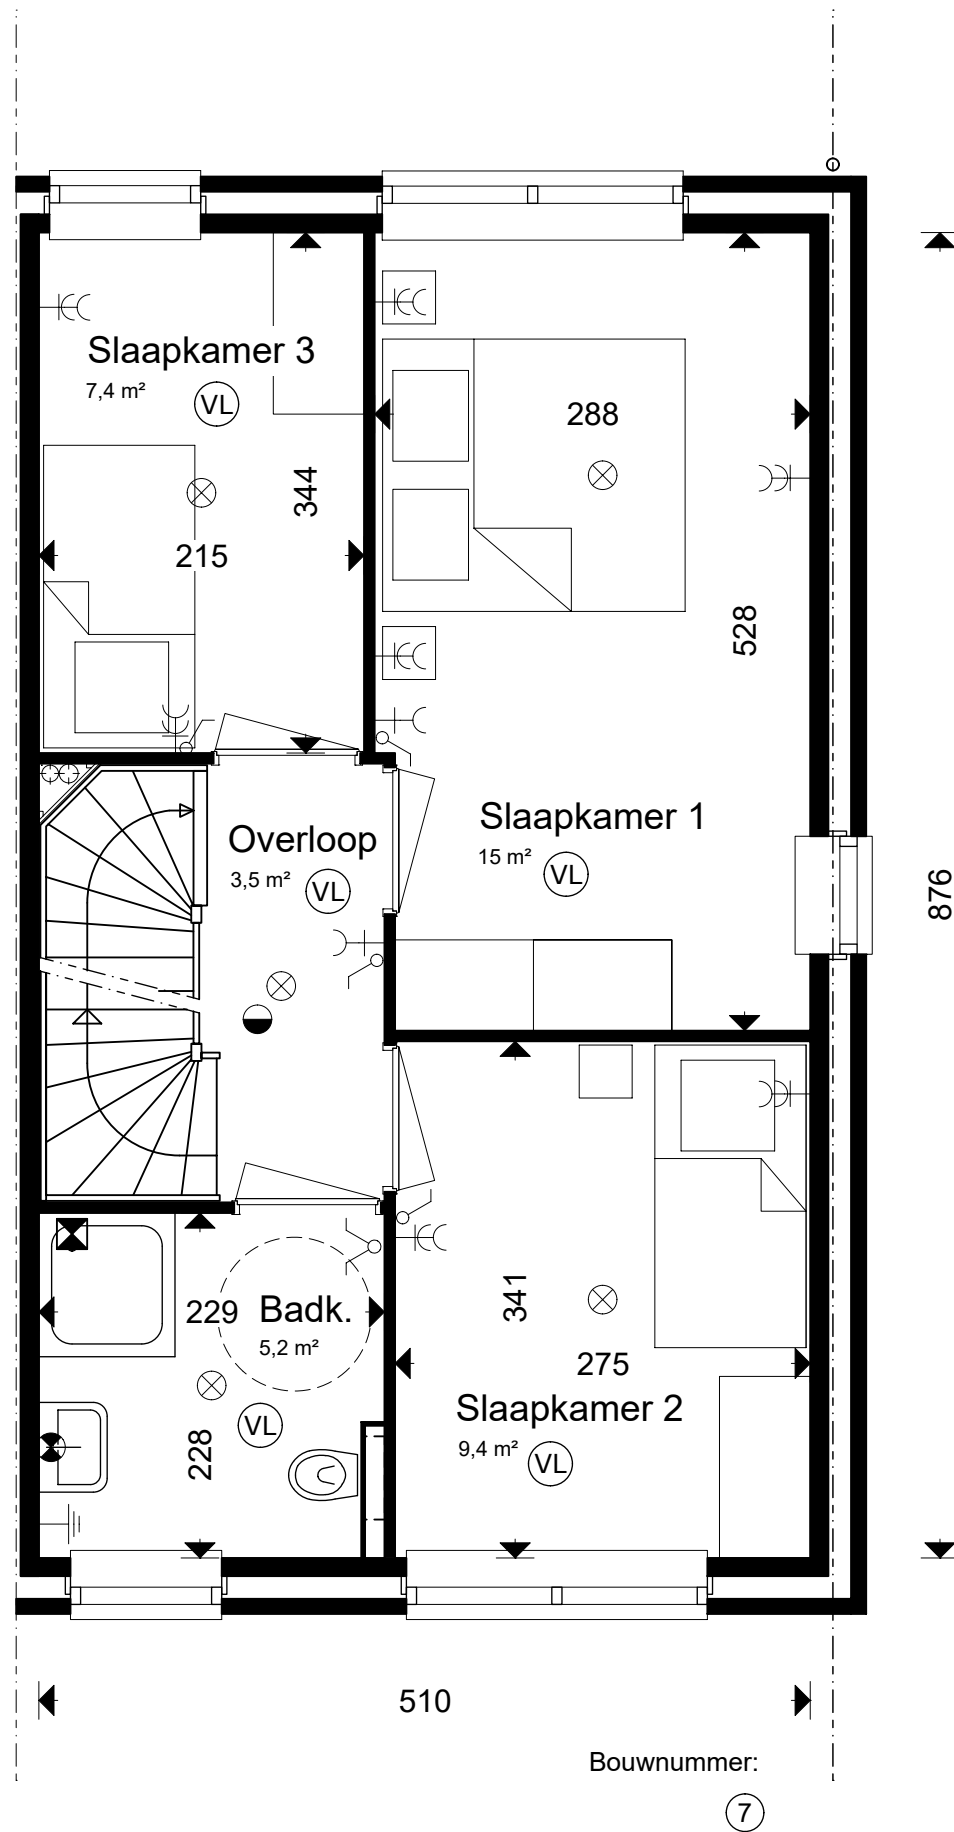 Slaapkamer 3
7,4 m²
VL
344
215
288
528
Slaapkamer 1
15 m²
VL
Overloop
3,5 m²
VL
876
229
Badk.
5,2 m²
VL
228
341
275
Slaapkamer 2
9,4 m²
VL
510
Bouwnummer:
7